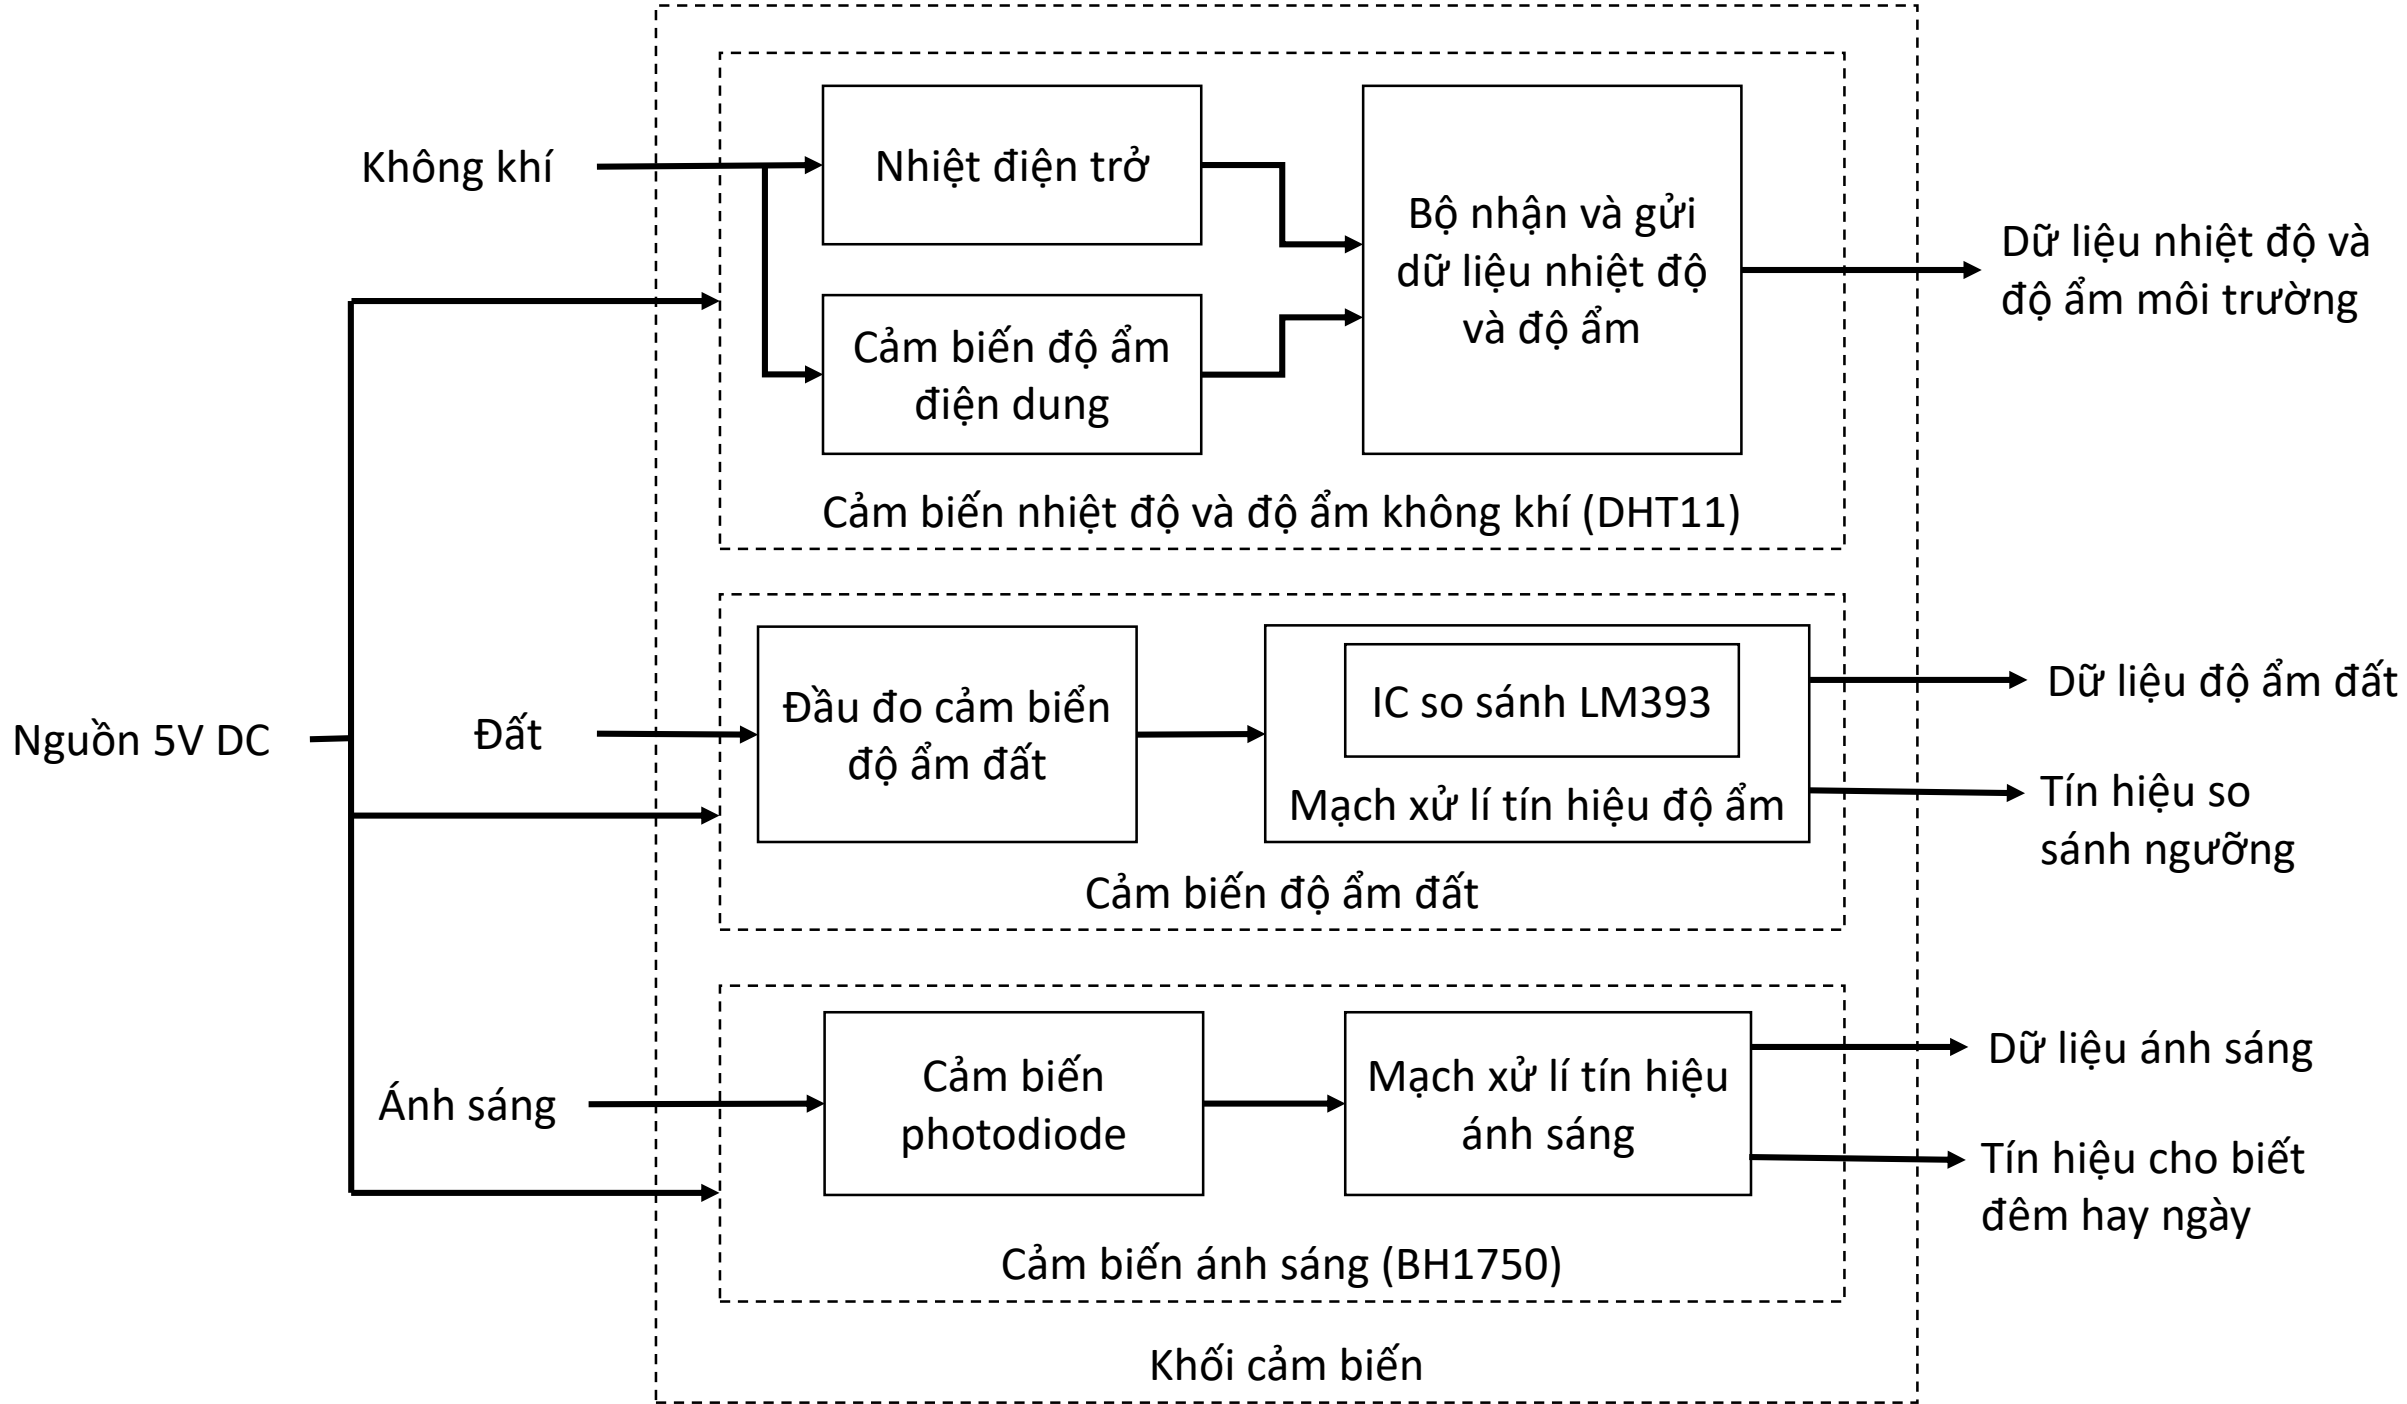 Không khí
Nhiệt điện trở
Bộ nhận và gửi
dữ liệu nhiệt độ
và độ ẩm
Cảm biến độ ẩm
điện dung
Cảm biến nhiệt độ và độ ẩm không khí (DHT11)
Dữ liệu nhiệt độ và
độ ẩm môi trường
Nguồn 5V DC
Đất
Đầu đo cảm biển
độ ẩm đất
IC so sánh LM393
Mạch xử lí tín hiệu độ ẩm
Cảm biến độ ẩm đất
Dữ liệu độ ẩm đất
Tín hiệu so
sánh ngưỡng
Ánh sáng
Cảm biến
photodiode
Mạch xử lí tín hiệu
ánh sáng
Cảm biến ánh sáng (BH1750)
Dữ liệu ánh sáng
Tín hiệu cho biết
đêm hay ngày
Khối cảm biến